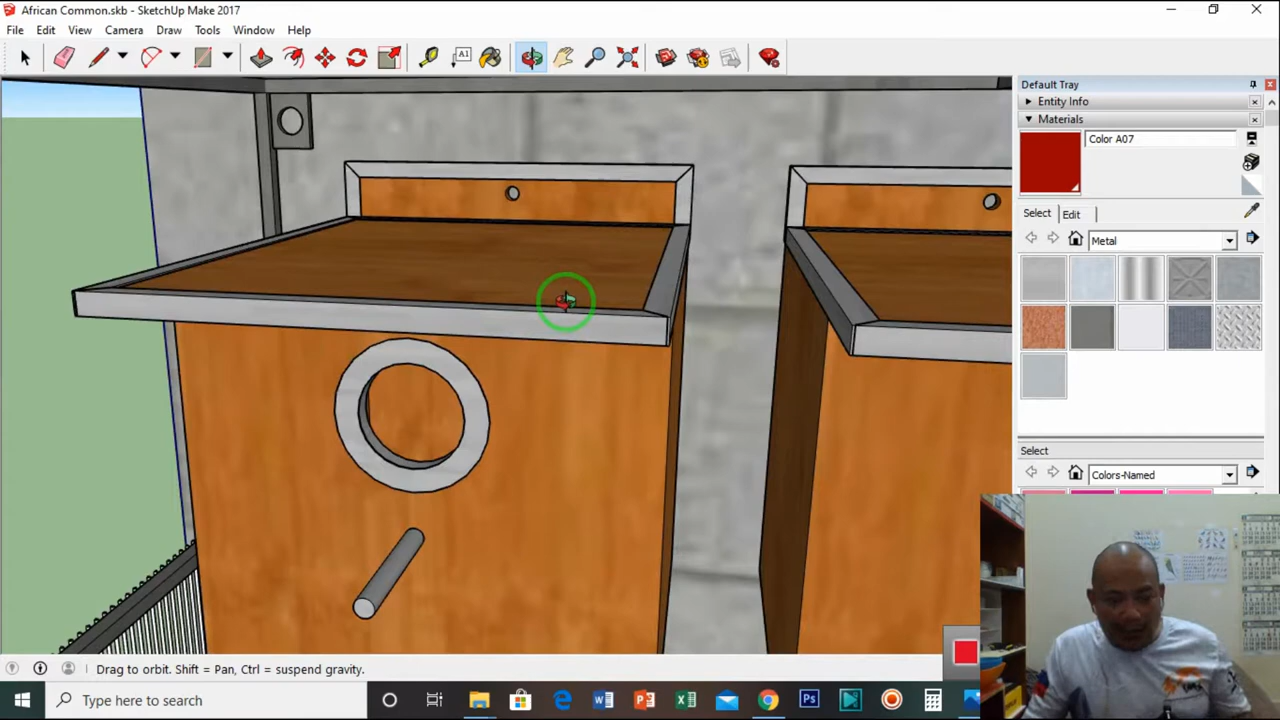 African Common.skb - SketchUp Make 2017
File Edit View Camera Draw Tools Window Help
A1
Default Tray
Entity Info
Materials
Color A07
Select Edit
Metal
Select
Colors-Named
Drag to orbit. Shift = Pan, Ctrl = suspend gravity.
Type here to search
Ps